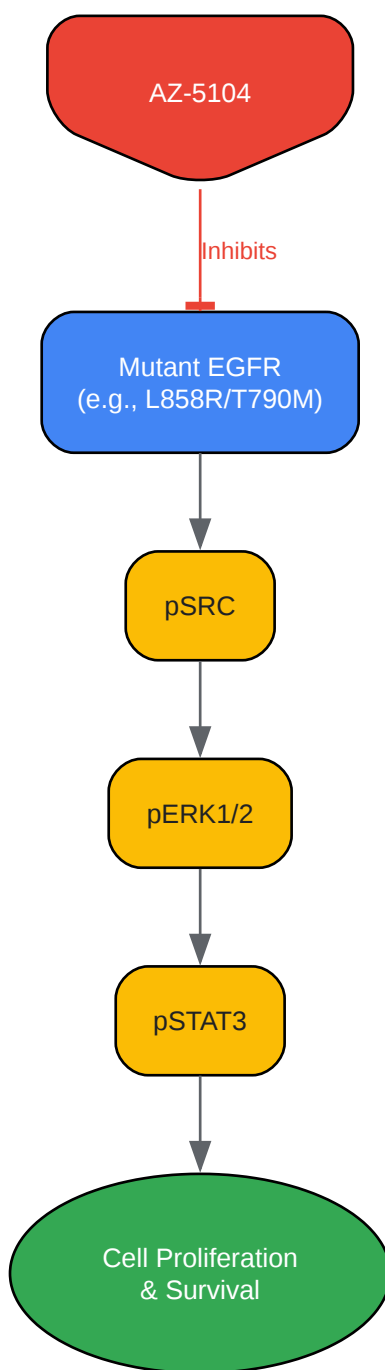 AZ-5104
Inhibits
Mutant EGFR
(e.g., L858R/T790M)
pSRC
pERK1/2
pSTAT3
Cell Proliferation
& Survival